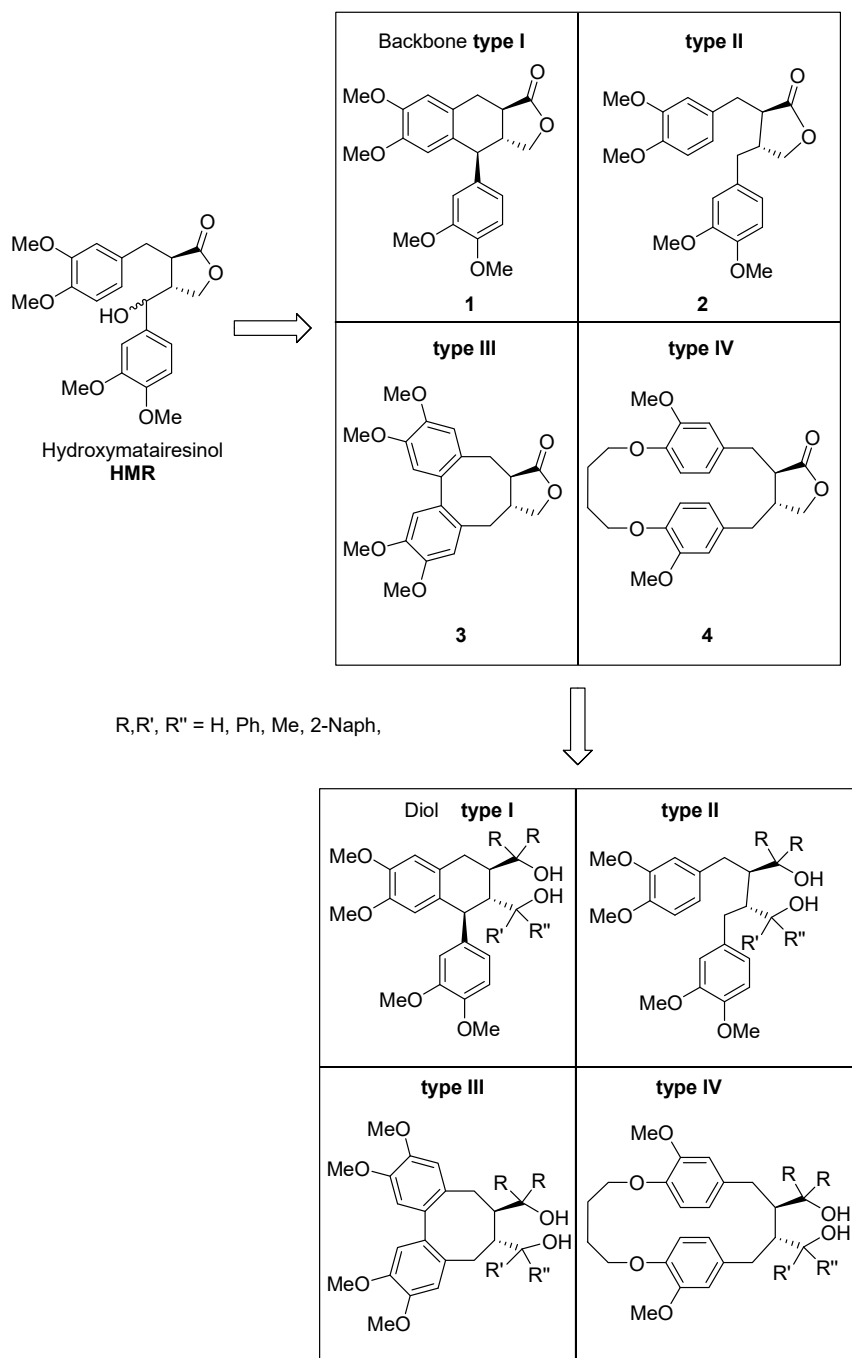 Backbone type I
type II
MeO
MeO
O
O
MeO
OMe
1
MeO
MeO
O
O
MeO
OMe
2
MeO
MeO
O
O
HO
MeO
OMe
Hydroxymatairesinol
HMR
type III
MeO
MeO
O
O
MeO
OMe
3
type IV
MeO
O
O
O
O
MeO
4
R,R', R" = H, Ph, Me, 2-Naph,
Diol type I
R
R
MeO
OH
MeO
OH
R' R"
MeO
OMe
type II
R
R
MeO
OH
MeO
OH
R' R"
MeO
OMe
type III
MeO
MeO
R
R
OH
OH
R' R"
MeO
OMe
type IV
MeO
R
R
O
OH
OH
O
R' R"
MeO